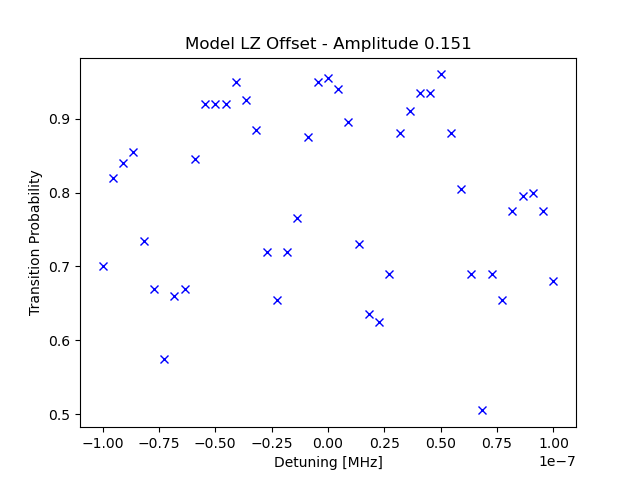 Model LZ Offset - Amplitude 0.151
Transition Probability
0.9
0.8
0.7
0.6
0.5
−1.00 −0.75 −0.50 −0.25 0.00 0.25 0.50 0.75 1.00
1e−7
Detuning [MHz]